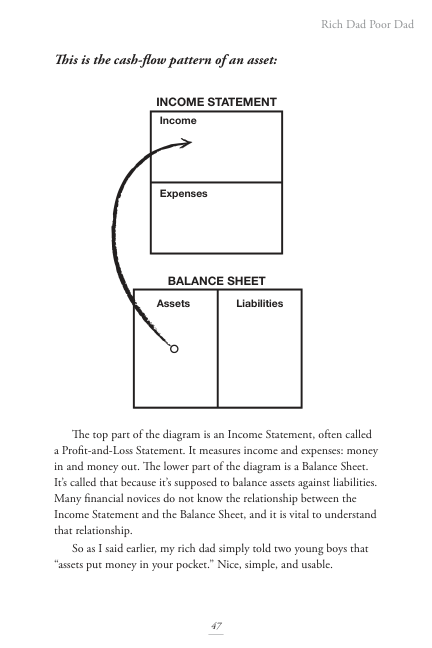 Rich Dad Poor Dad
This is the cash-flow pattern of an asset:
INCOME STATEMENT
Income
Expenses
BALANCE SHEET
Assets
Liabilities
The top part of the diagram is an Income Statement, often called
a Profit-and-Loss Statement. It measures income and expenses: money
in and money out. The lower part of the diagram is a Balance Sheet.
It’s called that because it’s supposed to balance assets against liabilities.
Many financial novices do not know the relationship between the
Income Statement and the Balance Sheet, and it is vital to understand
that relationship.
So as I said earlier, my rich dad simply told two young boys that
“assets put money in your pocket.” Nice, simple, and usable.
47